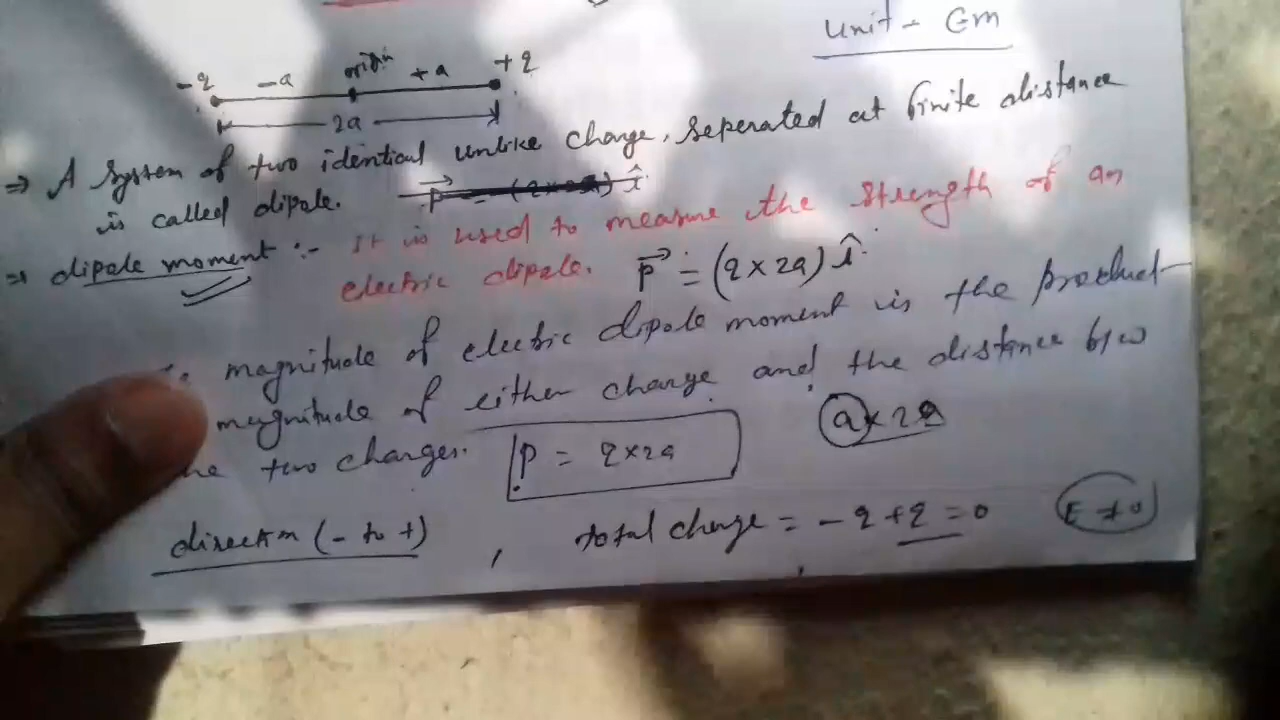 Unit - Cm
-q -a origin +a +q
2a
⇒ A system of two identical unlike charge, seperated at finite distance
is called dipole.
⇒ dipole moment :- It is used to measure the strength of an
electric dipole. p⃗ = (q×2a) î
magnitude of electric dipole moment is the product
magnitude of either charge and the distance b/w
two charges. p = q×2a
direction (- to +) , total charge = -q+q=0 E≠0